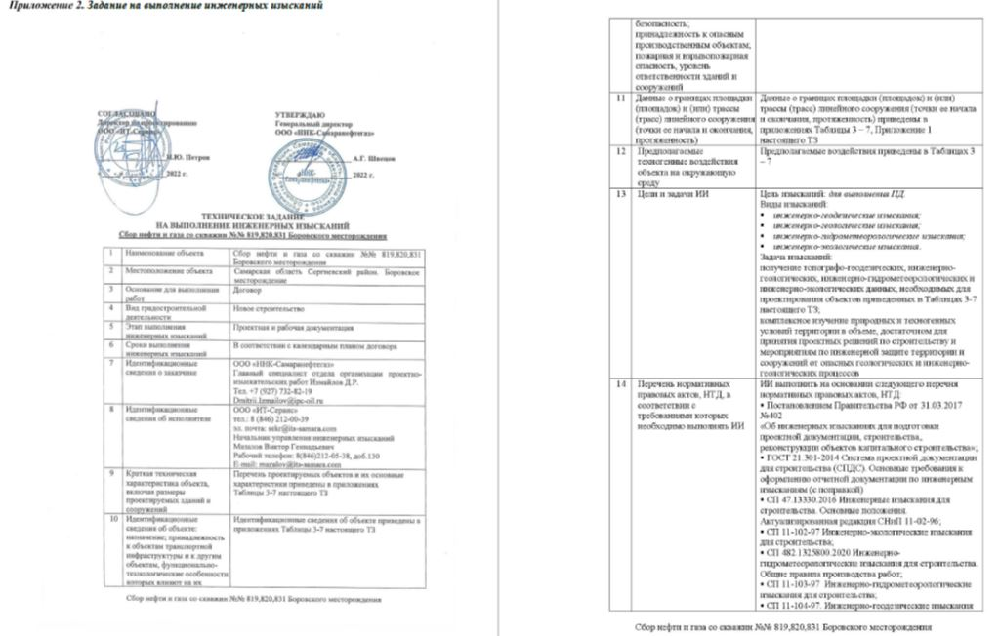 Приложение 2. Задание на выполнение инженерных изысканий
СОГЛАСОВАНО
Директор по проектированию
ООО «ИТ-Сервис»
И.Ю. Петров
2022 г.
УТВЕРЖДАЮ
Генеральный директор
ООО «ННК-Самаранефтегаз»
А.Г. Швецов
2022 г.
ТЕХНИЧЕСКОЕ ЗАДАНИЕ
НА ВЫПОЛНЕНИЕ ИНЖЕНЕРНЫХ ИЗЫСКАНИЙ
Сбор нефти и газа со скважин №№ 819,820,831 Боровского месторождения
1 Наименование объекта Сбор нефти и газа со скважин №№ 819,820,831
Боровского месторождения
2 Местоположение объекта Самарская область Сергиевский район. Боровское
месторождение
3 Основание для выполнения Договор
работ
4 Вид градостроительной Новое строительство
деятельности
5 Этап выполнения Проектная и рабочая документация
инженерных изысканий
6 Сроки выполнения В соответствии с календарным планом договора
инженерных изысканий
7 Идентификационные ООО «ННК-Самаранефтегаз»
сведения о заказчике Главный специалист отдела организации проектно-
изыскательских работ Измайлов Д.Р.
Тел. +7 (927) 732-82-19
Dmitrii.Izmailov@ipc-oil.ru
8 Идентификационные ООО «ИТ-Сервис»
сведения об исполнителе тел.: 8 (846) 212-00-39
эл. почта: sekr@its-samara.com
Начальник управления инженерных изысканий
Виктор Геннадьевич
Рабочий телефон: 8(846)212-05-38, доб.130
E-mail:
9 Краткая техническая Перечень проектируемых объектов и их основные
характеристика объекта, характеристики приведены в приложениях
включая размеры Таблицы 3-7 настоящего ТЗ
проектируемых зданий и
сооружений
10 Идентификационные Идентификационные сведения об объекте приведены в
сведения об объекте: приложениях Таблицы 3-7 настоящего ТЗ
назначение; принадлежность
к объектам транспортной
инфраструктуры и к другим
объектам, функционально-
технологические особенности
которых влияют на их
Сбор нефти и газа со скважин №№ 819,820,831 Боровского месторождения
безопасность;
принадлежность к опасным
производственным объектам;
пожарная и взрывопожарная
опасность, уровень
ответственности зданий и
сооружений
11 Данные о границах площадки Данные о границах площадки (площадок) и (или)
(площадок) и (или) трассы трассы (трасс) линейного сооружения (точки ее начала
(трасс) линейного сооружения и окончания, протяженность) приведены в
(точки ее начала и окончания, приложениях Таблицы 3 – 7, Приложение 1
протяженность) настоящего ТЗ
12 Предполагаемые Предполагаемые воздействия приведены в Таблицах 3
техногенные воздействия – 7
объекта на окружающую
среду
13 Цели и задачи ИИ Цель изысканий: для выполнения ПД.
Виды изысканий:
• инженерно-геодезические изыскания;
• инженерно-геологические изыскания;
• инженерно-гидрометеорологические изыскания;
• инженерно-экологические изыскания.
Задача изысканий:
получение топографо-геодезических, инженерно-
геологических, инженерно-гидрометеорологических и
инженерно-экологических данных, необходимых для
проектирования объектов приведенных в Таблицах 3-7
настоящего ТЗ;
комплексное изучение природных и техногенных
условий территории в объеме, достаточном для
принятия проектных решений по строительству и
мероприятиям по инженерной защите территории и
сооружений от опасных геологических и инженерно-
геологических процессов
14 Перечень нормативных ИИ выполнить на основании следующего перечня
правовых актов, НТД, в нормативных правовых актов, НТД:
соответствии с • Постановлением Правительства РФ от 31.03.2017
требованиями которых №402
необходимо выполнять ИИ «Об инженерных изысканиях для подготовки
проектной документации, строительства,
реконструкции объектов капитального строительства»;
• ГОСТ 21.301-2014 Система проектной документации
для строительства (СПДС). Основные требования к
оформлению отчетной документации по инженерным
изысканиям (с поправкой)
• СП 47.13330.2016 Инженерные изыскания для
строительства. Основные положения.
Актуализированная редакция СНиП 11-02-96;
• СП 11-102-97 Инженерно-экологические изыскания
для строительства;
• СП 482.1325800.2020 Инженерно-
гидрометеорологические изыскания для строительства.
Общие правила производства работ;
• СП 11-103-97 Инженерно-гидрометеорологические
изыскания для строительства;
• СП 11-104-97. Инженерно-геодезические изыскания
Сбор нефти и газа со скважин №№ 819,820,831 Боровского месторождения